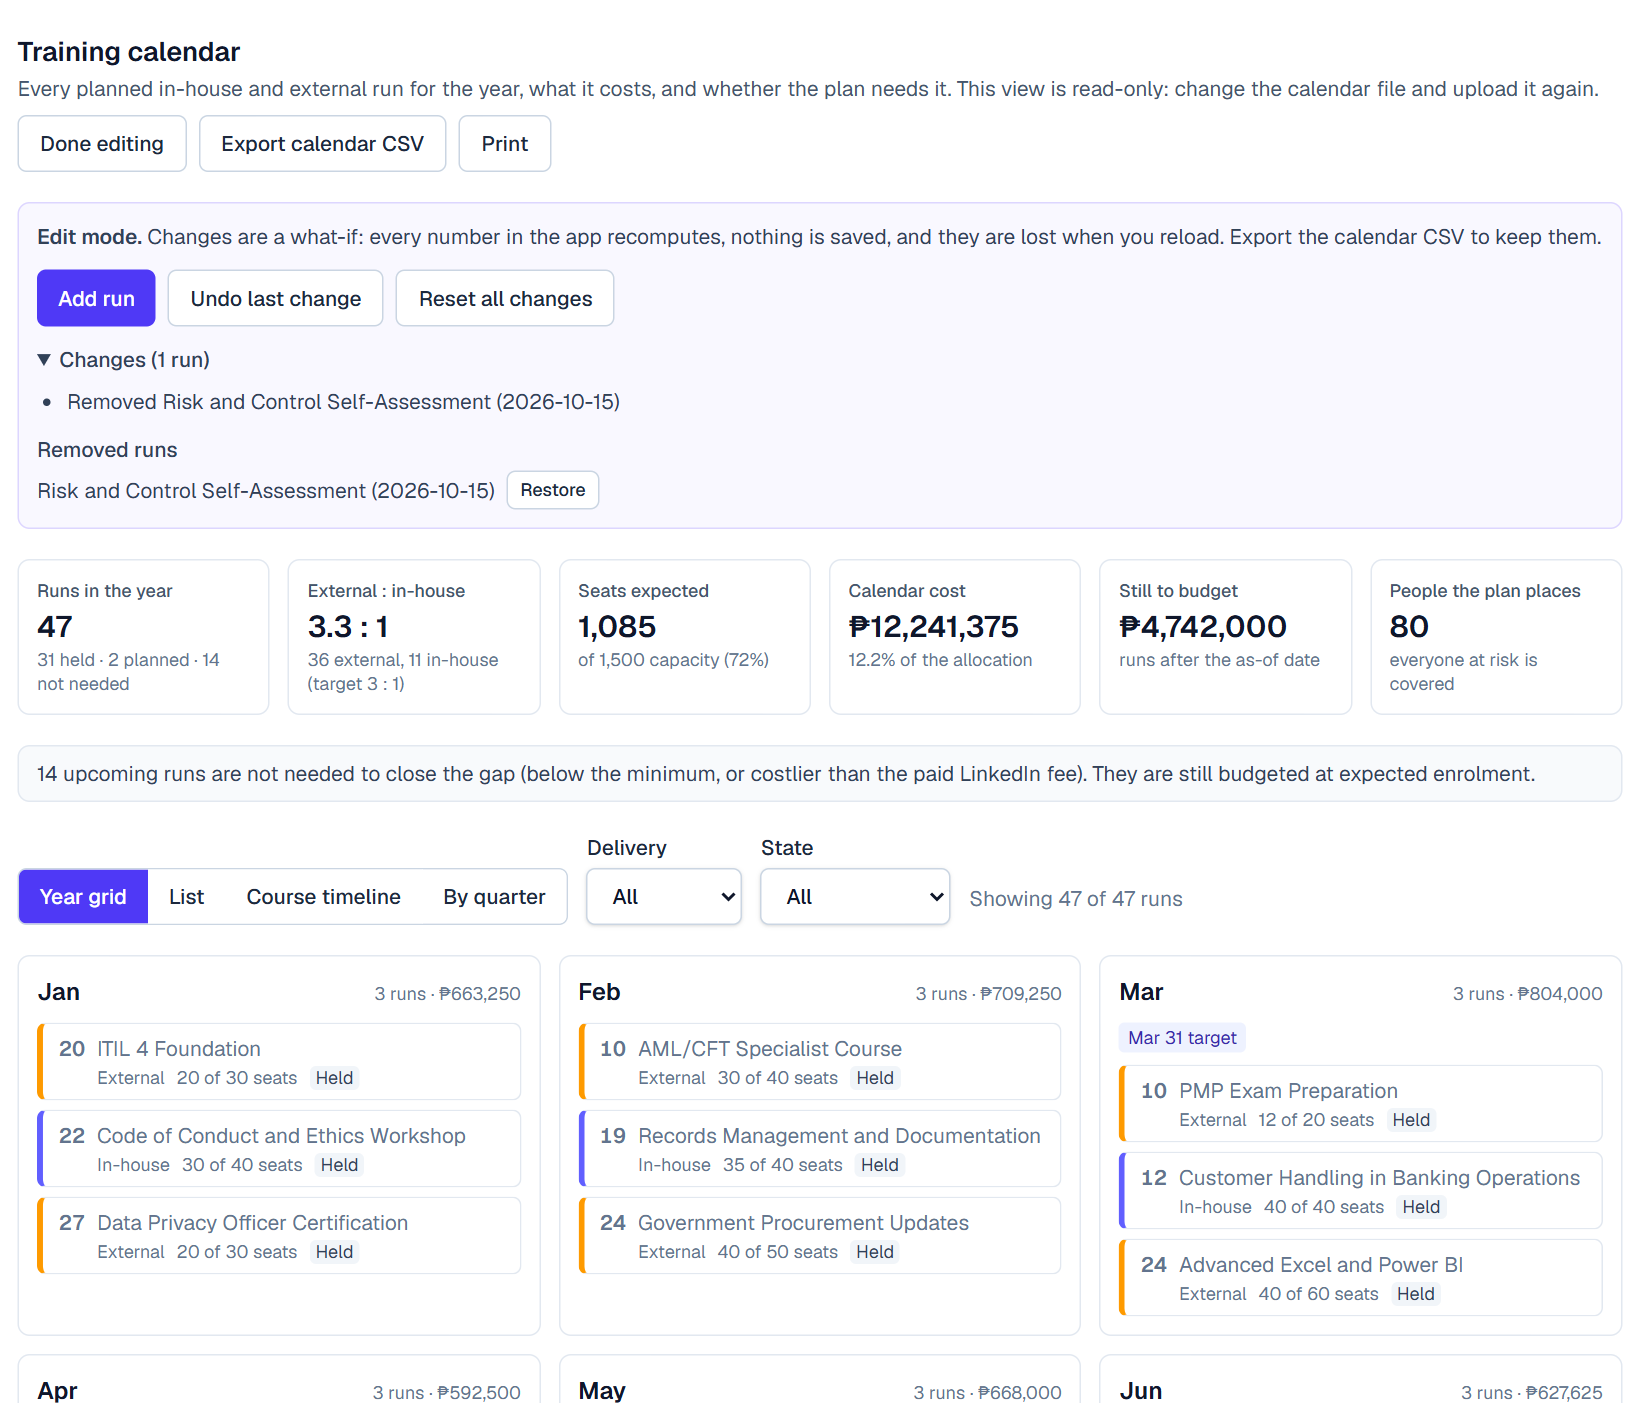 Training calendar
Every planned in-house and external run for the year, what it costs, and whether the plan needs it. This view is read-only: change the calendar file and upload it again.
Done editing
Export calendar CSV
Print
Edit mode. Changes are a what-if: every number in the app recomputes, nothing is saved, and they are lost when you reload. Export the calendar CSV to keep them.
Add run
Undo last change
Reset all changes
▼ Changes (1 run)
• Removed Risk and Control Self-Assessment (2026-10-15)
Removed runs
Risk and Control Self-Assessment (2026-10-15) Restore
Runs in the year
47
31 held · 2 planned · 14
not needed
External : in-house
3.3 : 1
36 external, 11 in-house
(target 3 : 1)
Seats expected
1,085
of 1,500 capacity (72%)
Calendar cost
₱12,241,375
12.2% of the allocation
Still to budget
₱4,742,000
runs after the as-of date
People the plan places
80
everyone at risk is
covered
14 upcoming runs are not needed to close the gap (below the minimum, or costlier than the paid LinkedIn fee). They are still budgeted at expected enrolment.
Year grid
List
Course timeline
By quarter
Delivery
All
State
All
Showing 47 of 47 runs
Jan 3 runs · ₱663,250
20 ITIL 4 Foundation
External 20 of 30 seats Held
22 Code of Conduct and Ethics Workshop
In-house 30 of 40 seats Held
27 Data Privacy Officer Certification
External 20 of 30 seats Held
Feb 3 runs · ₱709,250
10 AML/CFT Specialist Course
External 30 of 40 seats Held
19 Records Management and Documentation
In-house 35 of 40 seats Held
24 Government Procurement Updates
External 40 of 50 seats Held
Mar 3 runs · ₱804,000
Mar 31 target
10 PMP Exam Preparation
External 12 of 20 seats Held
12 Customer Handling in Banking Operations
In-house 40 of 40 seats Held
24 Advanced Excel and Power BI
External 40 of 60 seats Held
Apr 3 runs · ₱592,500
May 3 runs · ₱668,000
Jun 3 runs · ₱627,625